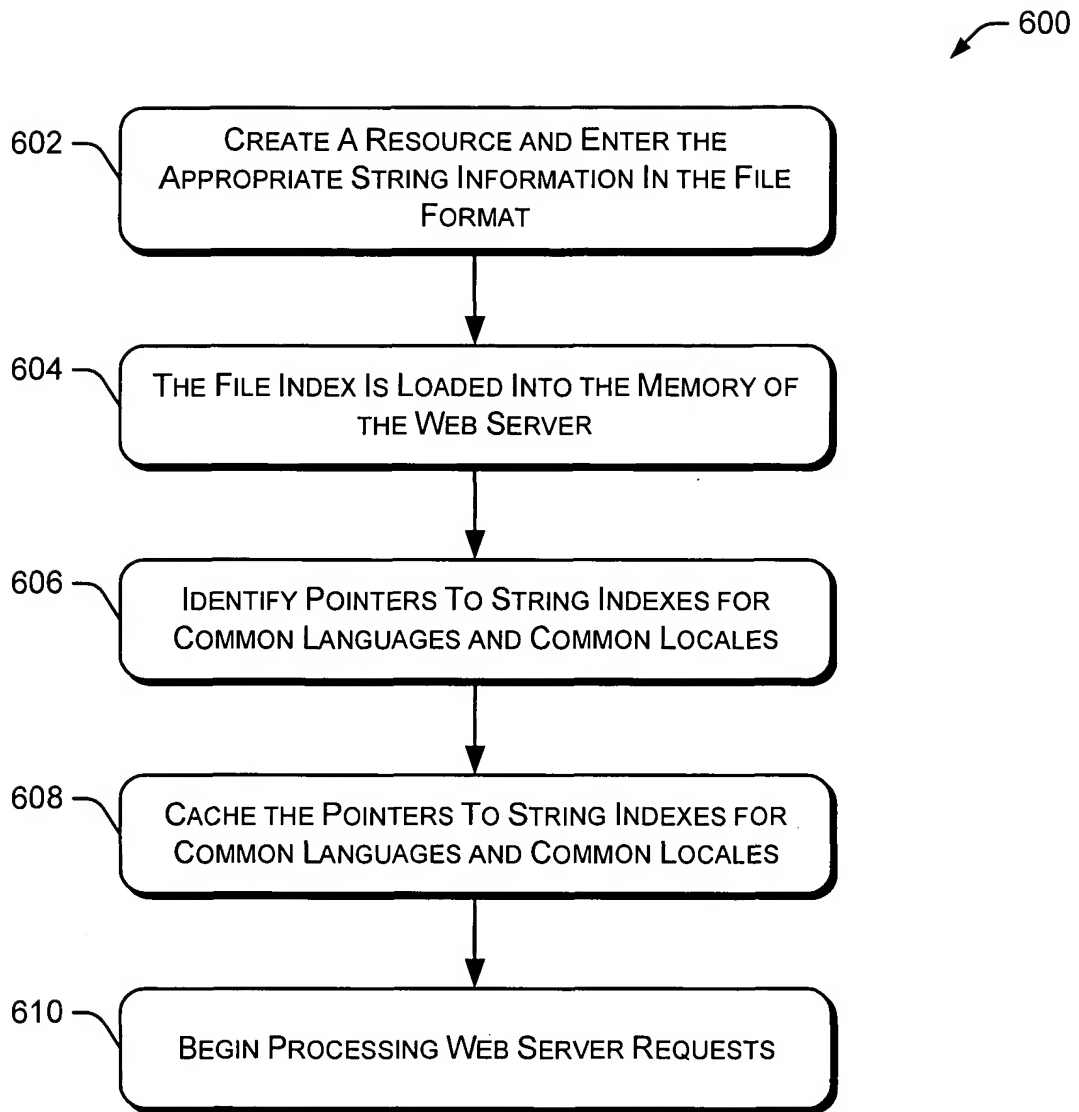 600
602
CREATE A RESOURCE AND ENTER THE
APPROPRIATE STRING INFORMATION IN THE FILE
FORMAT
604
THE FILE INDEX IS LOADED INTO THE MEMORY OF
THE WEB SERVER
606
IDENTIFY POINTERS TO STRING INDEXES FOR
COMMON LANGUAGES AND COMMON LOCALES
608
CACHE THE POINTERS TO STRING INDEXES FOR
COMMON LANGUAGES AND COMMON LOCALES
610
BEGIN PROCESSING WEB SERVER REQUESTS